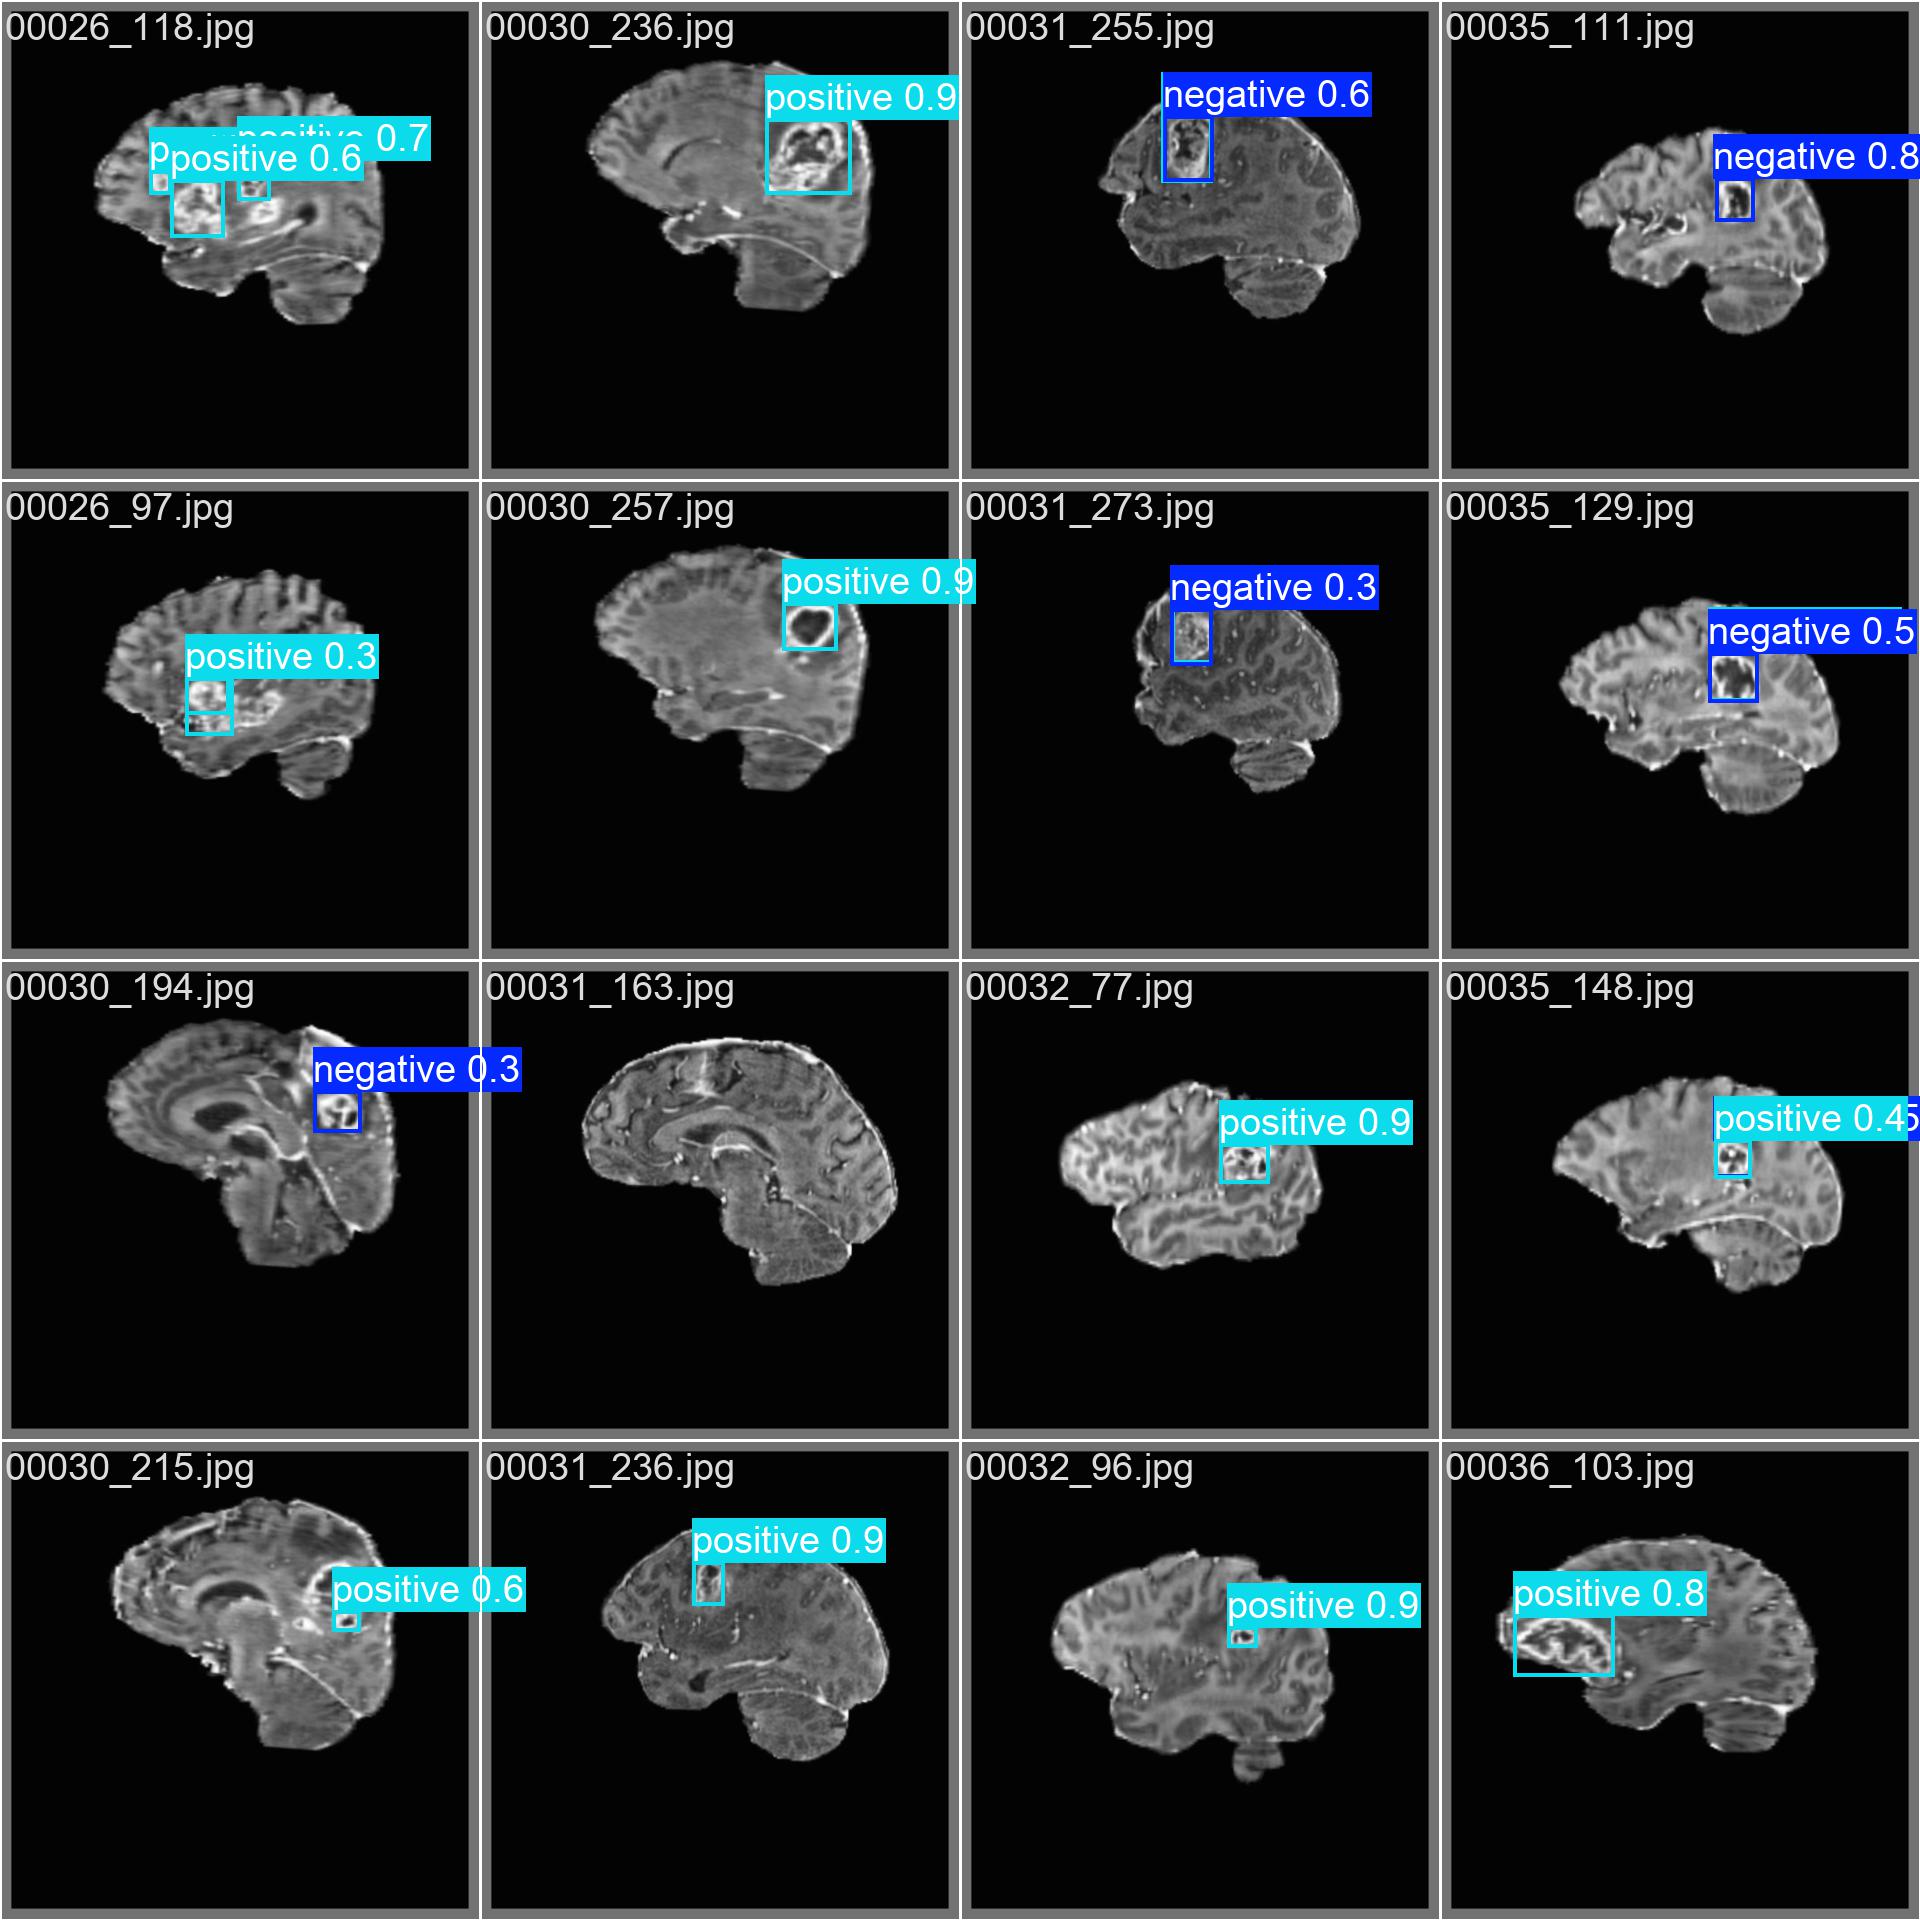 00026_118.jpg
positive 0.7
positive 0.6
00030_236.jpg
positive 0.9
00031_255.jpg
negative 0.6
00035_111.jpg
negative 0.8
00026_97.jpg
positive 0.3
00030_257.jpg
positive 0.9
00031_273.jpg
negative 0.3
00035_129.jpg
negative 0.5
00030_194.jpg
negative 0.3
00031_163.jpg
00032_77.jpg
positive 0.9
00035_148.jpg
positive 0.4
00030_215.jpg
positive 0.6
00031_236.jpg
positive 0.9
00032_96.jpg
positive 0.9
00036_103.jpg
positive 0.8